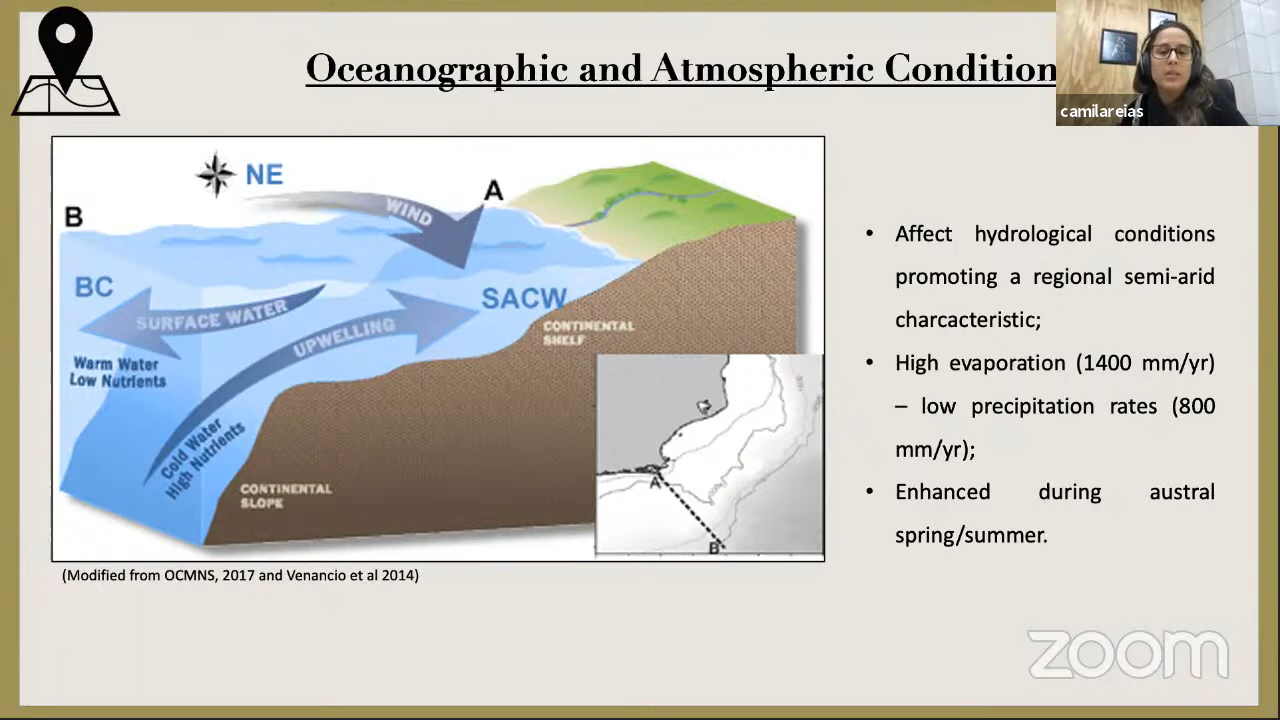 Oceanographic and Atmospheric Condition
camilareias
NE
A
WIND
B
BC
SURFACE WATER
SACW
UPWELLING
CONTINENTAL
SHELF
Warm Water
Low Nutrients
Cold Water
High Nutrients
CONTINENTAL
SLOPE
A
B
(Modified from OCMNS, 2017 and Venancio et al 2014)
• Affect hydrological conditions
promoting a regional semi-arid
charcacteristic;
• High evaporation (1400 mm/yr)
– low precipitation rates (800
mm/yr);
• Enhanced during austral
spring/summer.
zoom